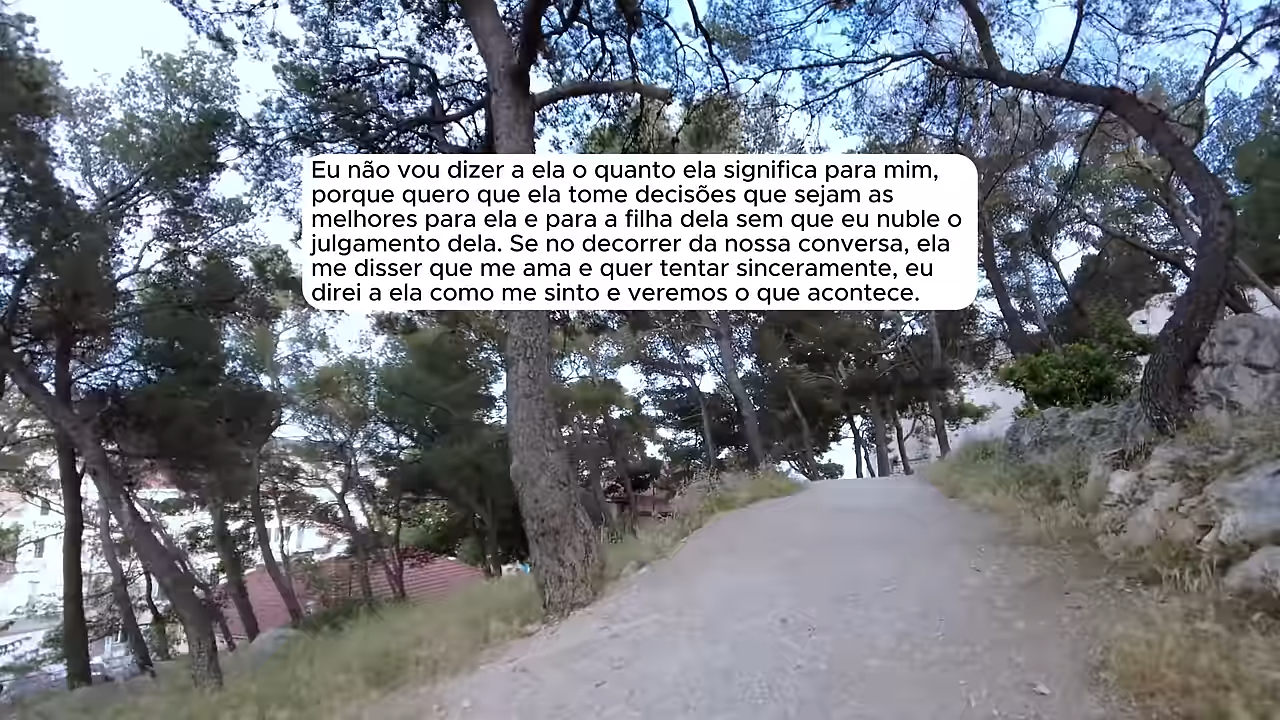 Eu não vou dizer a ela o quanto ela significa para mim,
porque quero que ela tome decisões que sejam as
melhores para ela e para a filha dela sem que eu nuble o
julgamento dela. Se no decorrer da nossa conversa, ela
me disser que me ama e quer tentar sinceramente, eu
direi a ela como me sinto e veremos o que acontece.